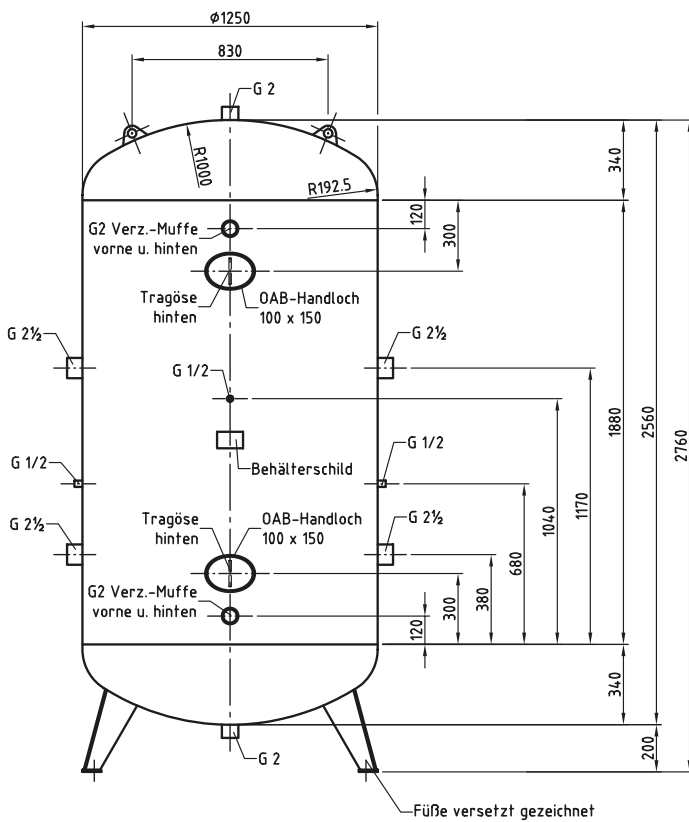 ø1250
830
G 2
R1000
R192.5
340
120
300
G2 Verz.-Muffe
vorne u. hinten
Tragöse
hinten
OAB-Handloch
100 x 150
G 2½
G 2½
G 1/2
1880
2560
2760
Behälterschild
G 1/2
G 1/2
1040
1170
G 2½
Tragöse
hinten
OAB-Handloch
100 x 150
G 2½
680
380
300
G2 Verz.-Muffe
vorne u. hinten
120
340
200
G 2
Füße versetzt gezeichnet